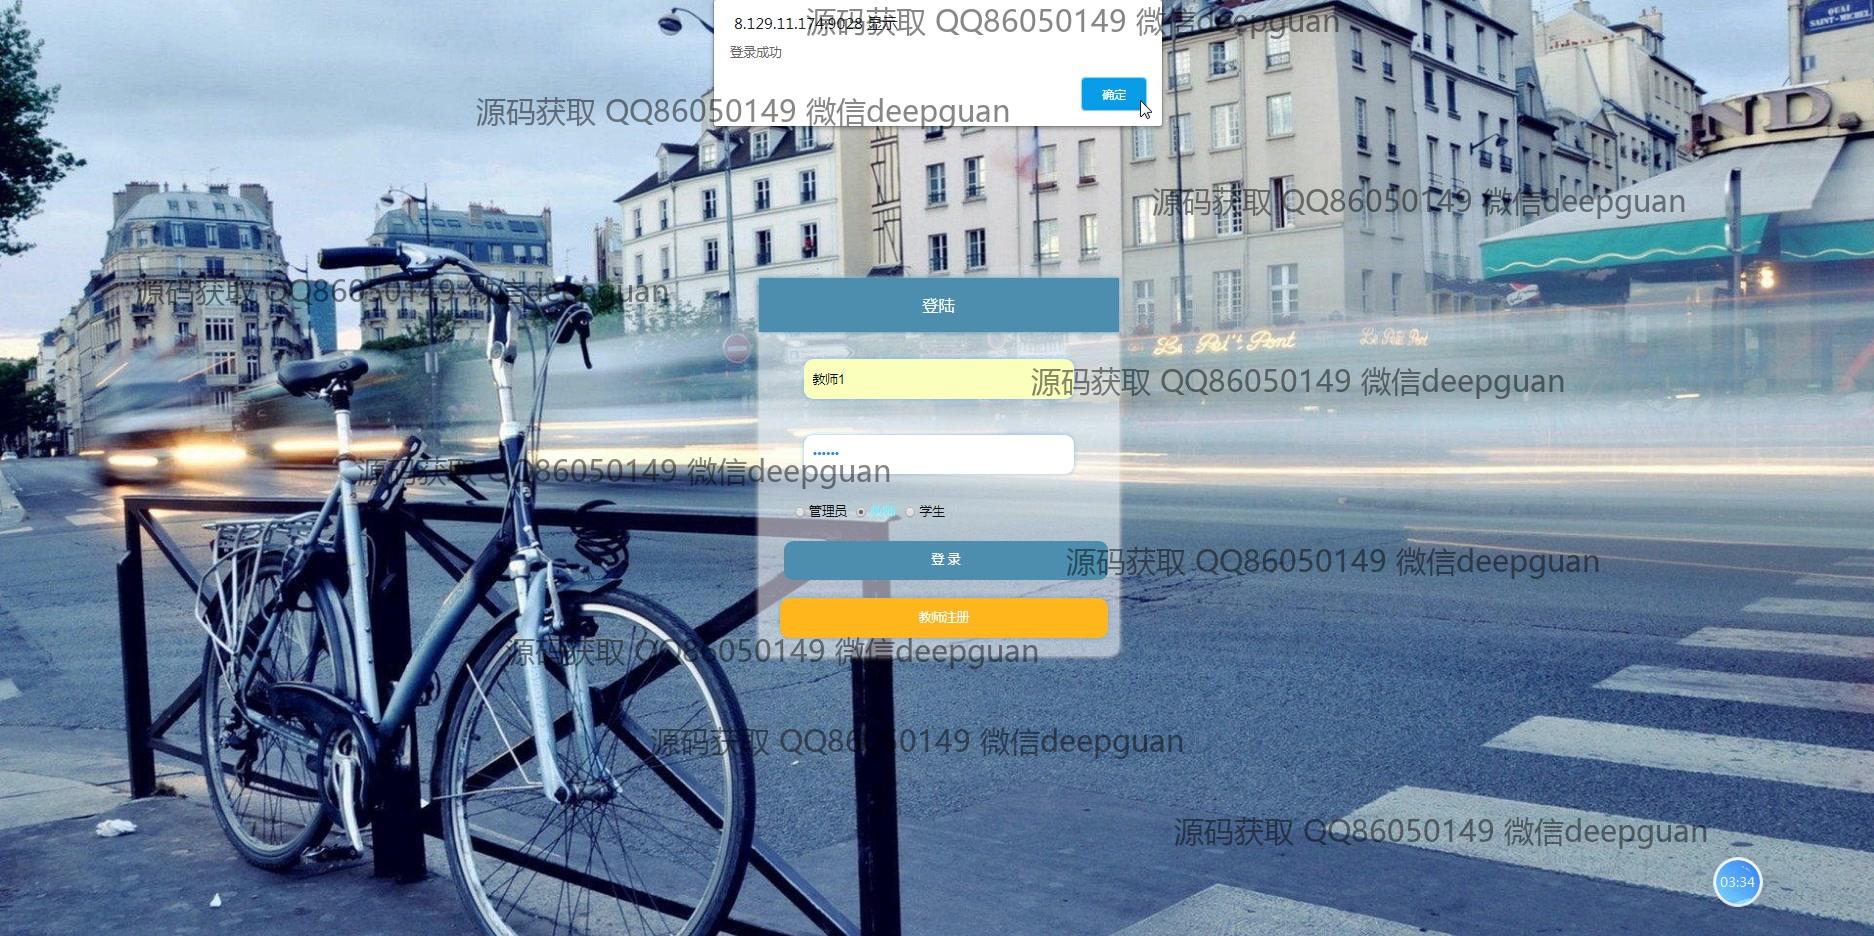 8.129.11.174:9028 显示
源码获取 QQ86050149 微信deepguan
登录成功
确定
源码获取 QQ86050149 微信deepguan
QUAI
SAINT-MICHEL
ND
源码获取 QQ86050149 微信deepguan
源码获取 QQ86050149 微信deepguan
登陆
Le Petit Pont
Le Petit Pont
教师1
源码获取 QQ86050149 微信deepguan
••••••
源码获取 QQ86050149 微信deepguan
管理员 教师 学生
登 录
源码获取 QQ86050149 微信deepguan
教师注册
源码获取 QQ86050149 微信deepguan
源码获取 QQ86050149 微信deepguan
源码获取 QQ86050149 微信deepguan
03:34